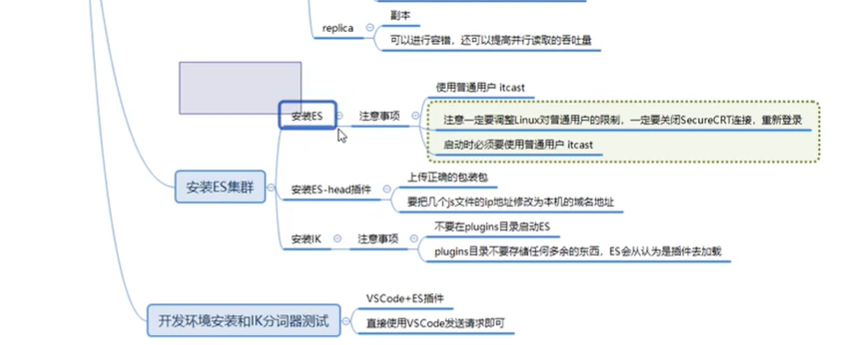 副本
replica
可以进行容错，还可以提高并行读取的吞吐量
使用普通用户 itcast
安装ES
注意事项
注意一定要调整Linux对普通用户的限制，一定要关闭SecureCRT连接，重新登录
启动时必须要使用普通用户 itcast
安装ES集群
上传正确的包装包
安装ES-head插件
要把几个js文件的ip地址修改为本机的域名地址
不要在plugins目录启动ES
安装IK
注意事项
plugins目录不要存储任何多余的东西，ES会从认为是插件去加载
VSCode+ES插件
开发环境安装和IK分词器测试
直接使用VSCode发送请求即可